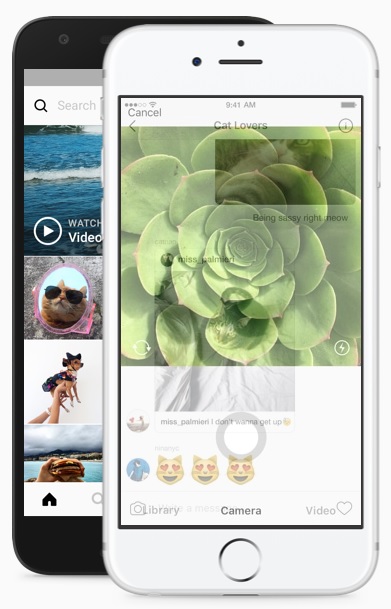 Search
WATCH
Video
9:41 AM
Cancel
Cat Lovers
Being sassy right meow
miss_palmieri
miss_palmieri I don't want get up
Library
Camera
Video